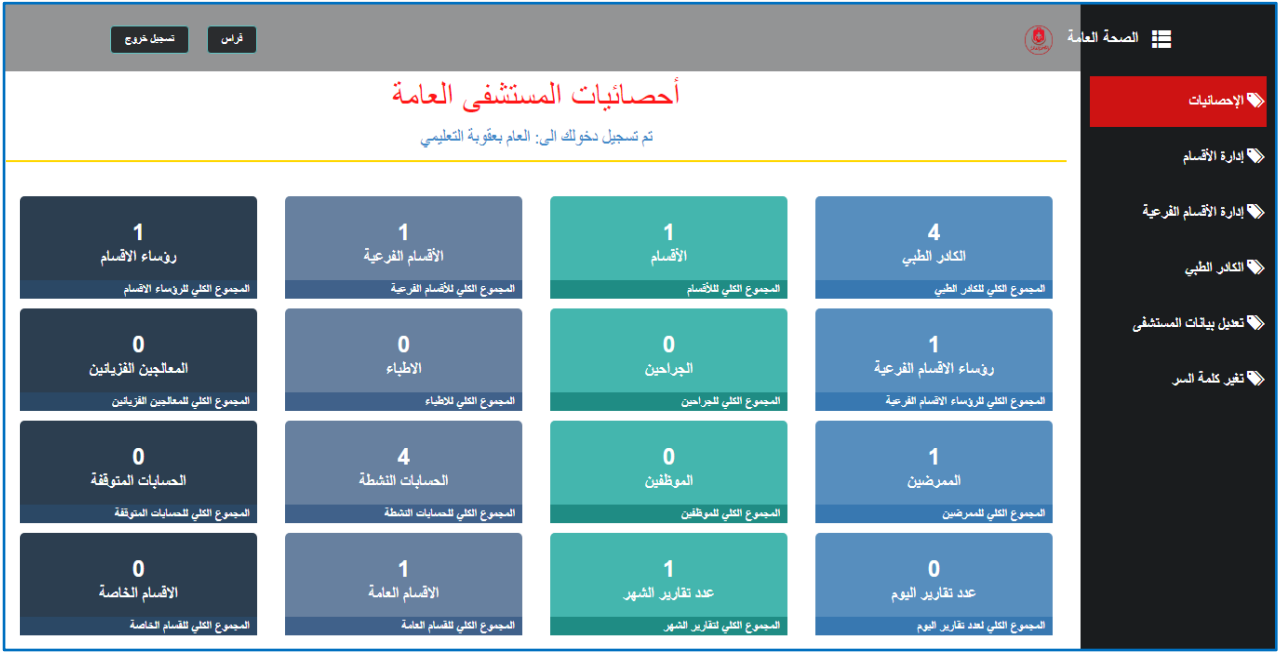 الصحة العامة
فراس
تسجيل خروج
الإحصائيات
إدارة الأقسام
إدارة الأقسام الفرعية
الكادر الطبي
تعديل بيانات المستشفى
تغير كلمة السر
أحصائيات المستشفى العامة
تم تسجيل دخولك الى: العام بعقوبة التعليمي
4
الكادر الطبي
المجموع الكلي للكادر الطبي
1
الأقسام
المجموع الكلي للأقسام
1
الأقسام الفرعية
المجموع الكلي للأقسام الفرعية
1
رؤساء الاقسام
المجموع الكلي للرؤساء الاقسام
1
رؤساء الاقسام الفرعية
المجموع الكلي للرؤساء الاقسام الفرعية
0
الجراحين
المجموع الكلي للجراحين
0
الاطباء
المجموع الكلي للاطباء
0
المعالجين الفزيائين
المجموع الكلي للمعالجين الفزيائين
1
الممرضين
المجموع الكلي للممرضين
0
الموظفين
المجموع الكلي للموظفين
4
الحسابات النشطة
المجموع الكلي للحسابات النشطة
0
الحسابات المتوقفة
المجموع الكلي للحسابات المتوقفة
0
عدد تقارير اليوم
المجموع الكلي لعدد تقارير اليوم
1
عدد تقارير الشهر
المجموع الكلي لتقارير الشهر
1
الاقسام العامة
المجموع الكلي للقسام العامة
0
الاقسام الخاصة
المجموع الكلي للقسام الخاصة